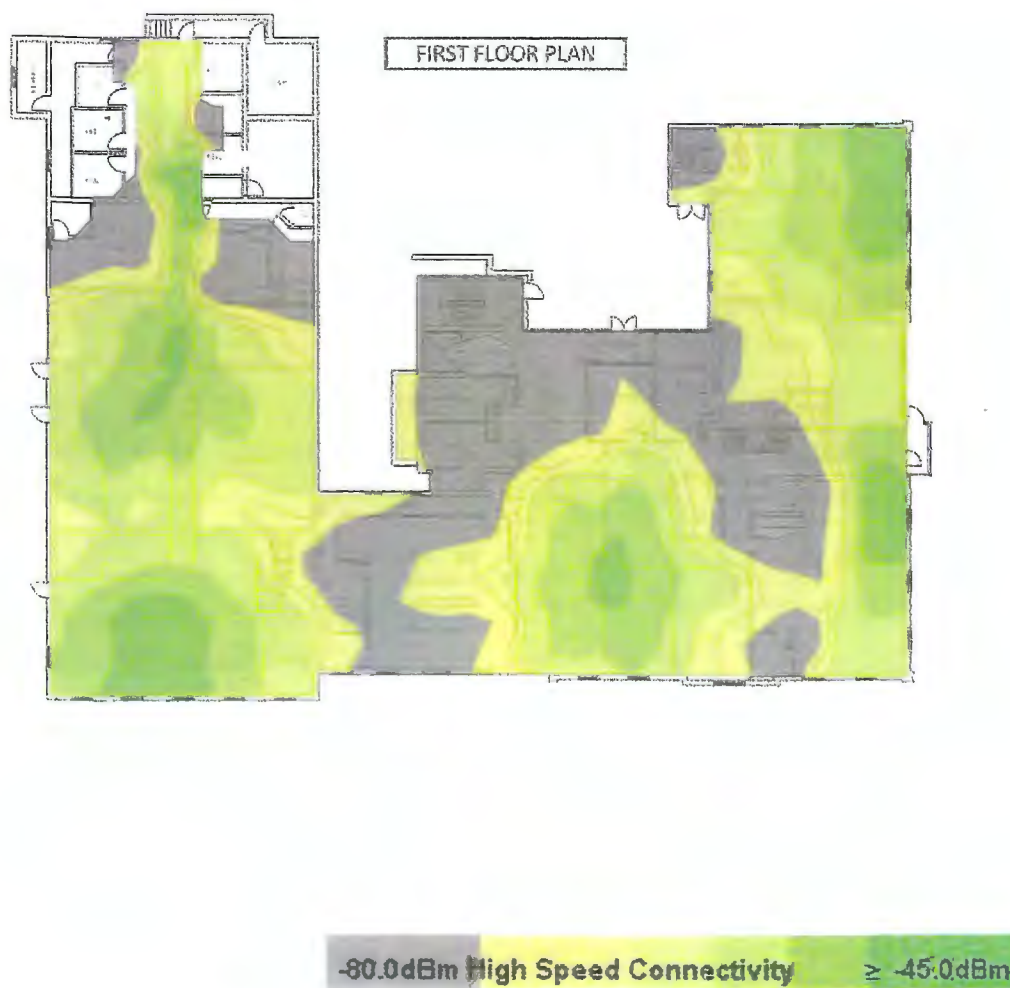 FIRST FLOOR PLAN
-80.0dBm High Speed Connectivity ≥ -45.0dBm